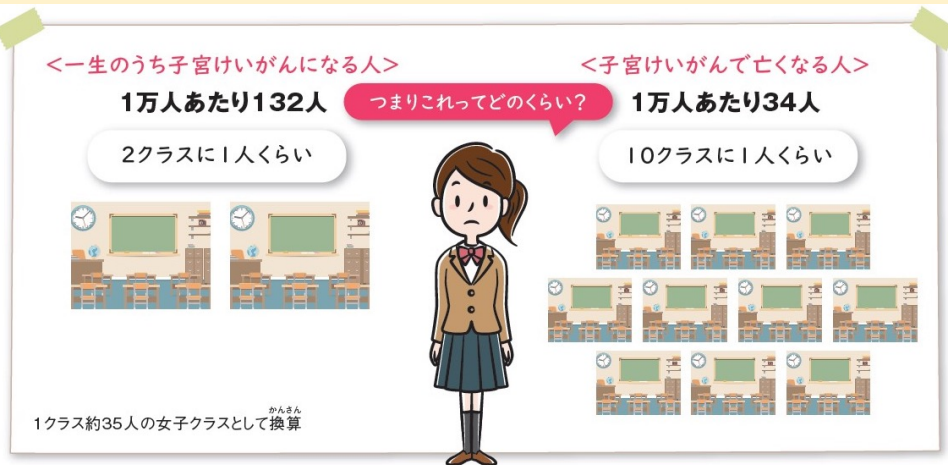 <一生のうち子宮けいがんになる人>
1万人あたり132人
2クラスに1人くらい
つまりこれってどのくらい?
<子宮けいがんで亡くなる人>
1万人あたり34人
10クラスに1人くらい
かんさん
1クラス約35人の女子クラスとして換算